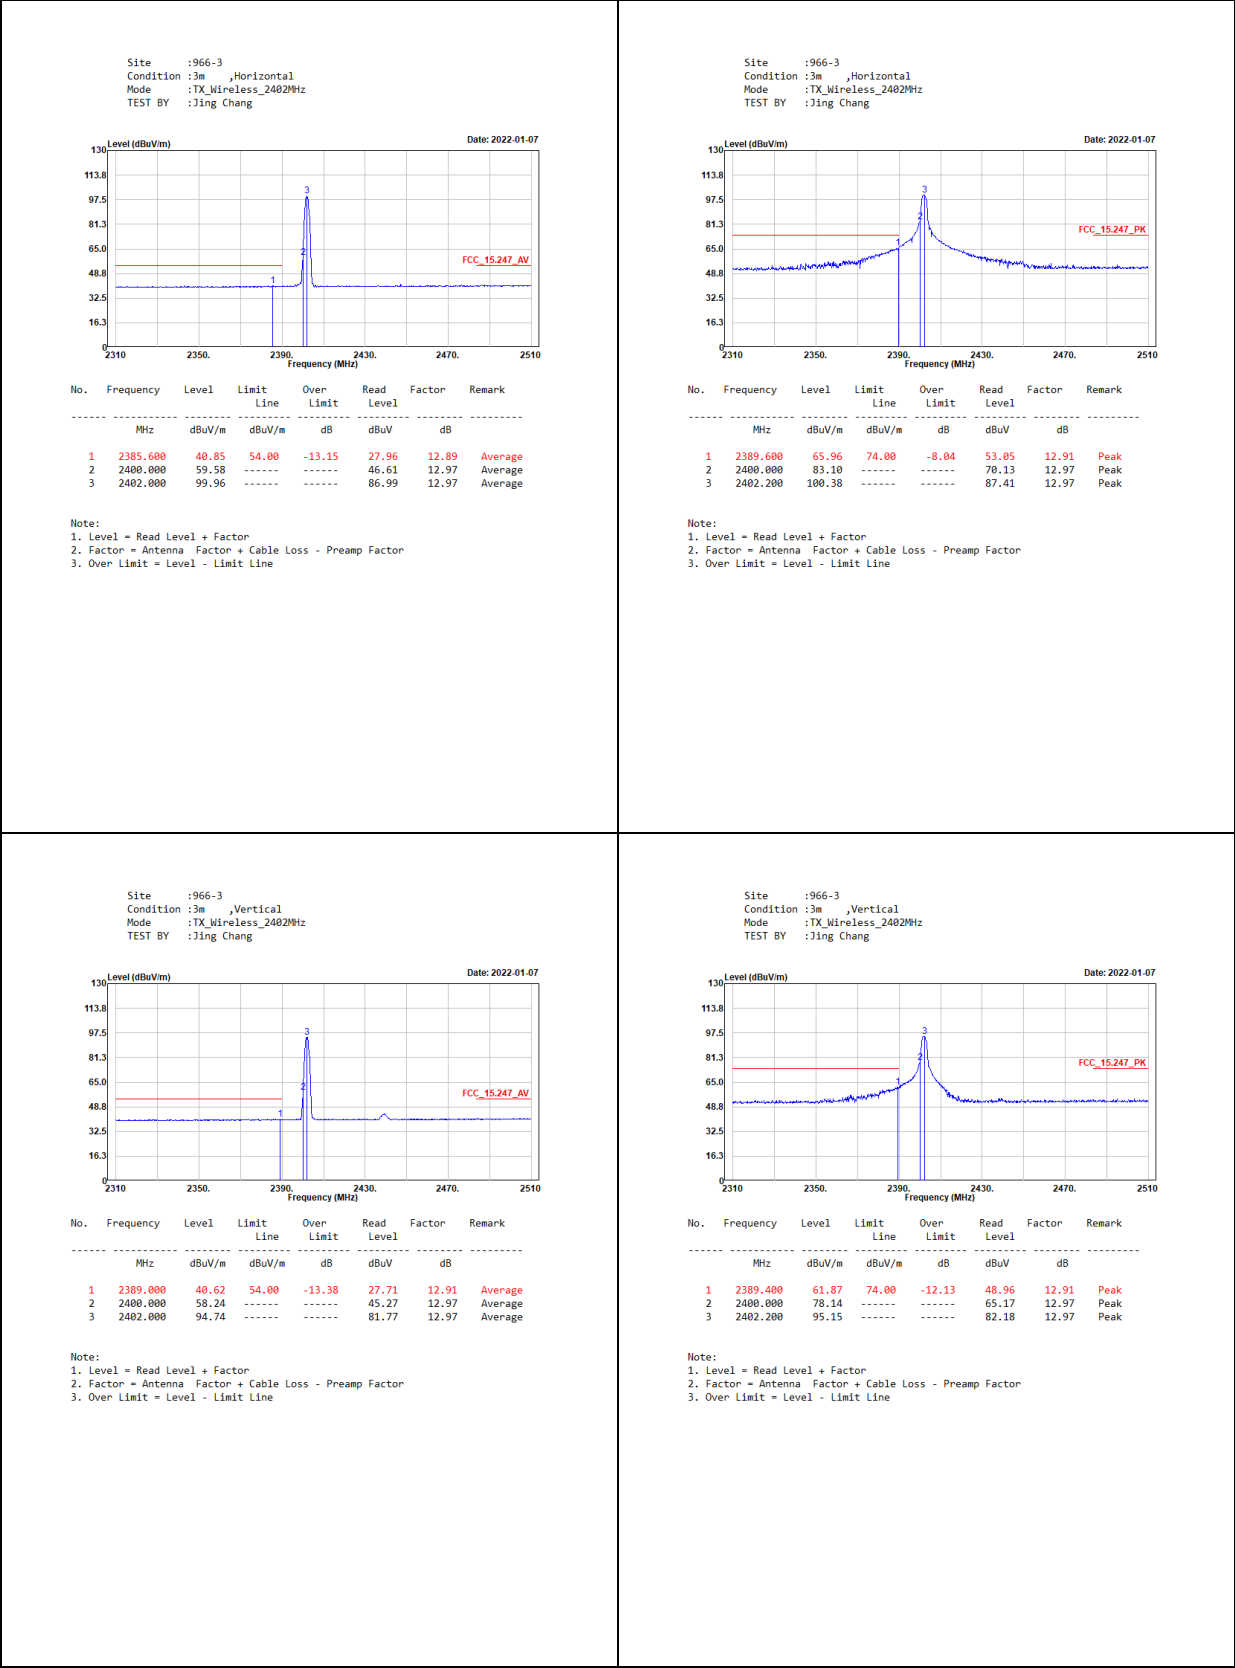 Site      :966-3
Condition :3m    ,Horizontal
Mode      :TX_Wireless_2402MHz
TEST BY   :Jing Chang
Level (dBuV/m)
Date: 2022-01-07
130
113.8
97.5
81.3
65.0
48.8
32.5
16.3
0
3
2
1
FCC_15.247_AV
2310 2350. 2390. 2430. 2470. 2510
Frequency (MHz)
No. Frequency Level Limit Over Read Factor Remark
Line Limit Level
------ ----------- -------- -------- --------- -------- -------- ---------
MHz dBuV/m dBuV/m dB dBuV dB
1 2385.600 40.85 54.00 -13.15 27.96 12.89 Average
2 2400.000 59.58 ------ ------ 46.61 12.97 Average
3 2402.000 99.96 ------ ------ 86.99 12.97 Average
Note:
1. Level = Read Level + Factor
2. Factor = Antenna  Factor + Cable Loss - Preamp Factor
3. Over Limit = Level - Limit Line
Site      :966-3
Condition :3m    ,Horizontal
Mode      :TX_Wireless_2402MHz
TEST BY   :Jing Chang
Level (dBuV/m)
Date: 2022-01-07
130
113.8
97.5
81.3
65.0
48.8
32.5
16.3
0
3
2
1
FCC_15.247_PK
2310 2350. 2390. 2430. 2470. 2510
Frequency (MHz)
No. Frequency Level Limit Over Read Factor Remark
Line Limit Level
------ ----------- -------- -------- --------- -------- -------- ---------
MHz dBuV/m dBuV/m dB dBuV dB
1 2389.600 65.96 74.00 -8.04 53.05 12.91 Peak
2 2400.000 83.10 ------ ------ 70.13 12.97 Peak
3 2402.200 100.38 ------ ------ 87.41 12.97 Peak
Note:
1. Level = Read Level + Factor
2. Factor = Antenna  Factor + Cable Loss - Preamp Factor
3. Over Limit = Level - Limit Line
Site      :966-3
Condition :3m    ,Vertical
Mode      :TX_Wireless_2402MHz
TEST BY   :Jing Chang
Level (dBuV/m)
Date: 2022-01-07
130
113.8
97.5
81.3
65.0
48.8
32.5
16.3
0
3
2
1
FCC_15.247_AV
2310 2350. 2390. 2430. 2470. 2510
Frequency (MHz)
No. Frequency Level Limit Over Read Factor Remark
Line Limit Level
------ ----------- -------- -------- --------- -------- -------- ---------
MHz dBuV/m dBuV/m dB dBuV dB
1 2389.000 40.62 54.00 -13.38 27.71 12.91 Average
2 2400.000 58.24 ------ ------ 45.27 12.97 Average
3 2402.000 94.74 ------ ------ 81.77 12.97 Average
Note:
1. Level = Read Level + Factor
2. Factor = Antenna  Factor + Cable Loss - Preamp Factor
3. Over Limit = Level - Limit Line
Site      :966-3
Condition :3m    ,Vertical
Mode      :TX_Wireless_2402MHz
TEST BY   :Jing Chang
Level (dBuV/m)
Date: 2022-01-07
130
113.8
97.5
81.3
65.0
48.8
32.5
16.3
0
3
2
1
FCC_15.247_PK
2310 2350. 2390. 2430. 2470. 2510
Frequency (MHz)
No. Frequency Level Limit Over Read Factor Remark
Line Limit Level
------ ----------- -------- -------- --------- -------- -------- ---------
MHz dBuV/m dBuV/m dB dBuV dB
1 2389.400 61.87 74.00 -12.13 48.96 12.91 Peak
2 2400.000 78.14 ------ ------ 65.17 12.97 Peak
3 2402.200 95.15 ------ ------ 82.18 12.97 Peak
Note:
1. Level = Read Level + Factor
2. Factor = Antenna  Factor + Cable Loss - Preamp Factor
3. Over Limit = Level - Limit Line